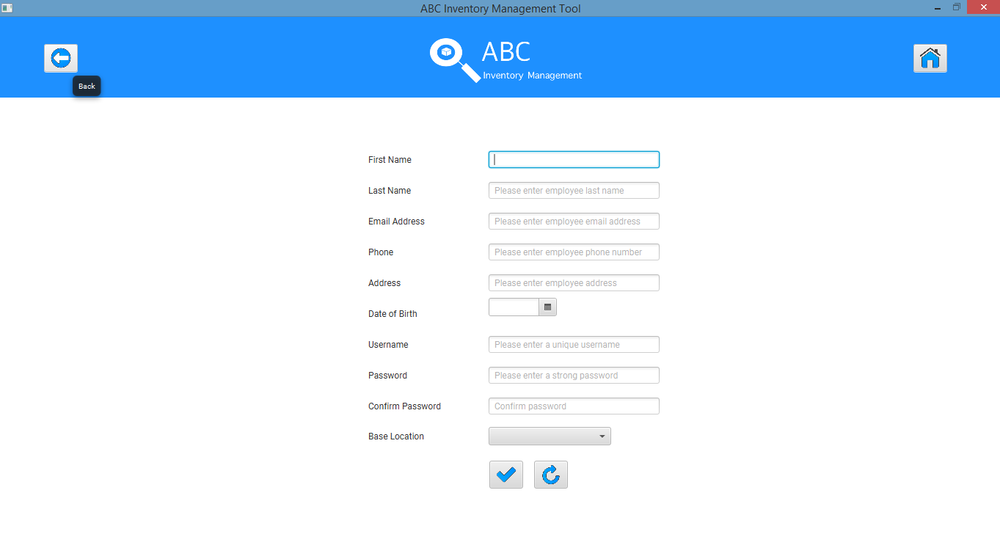 ABC Inventory Management Tool
ABC
Inventory Management
Back
First Name
Last Name
Please enter employee last name
Email Address
Please enter employee email address
Phone
Please enter employee phone number
Address
Please enter employee address
Date of Birth
Username
Please enter a unique username
Password
Please enter a strong password
Confirm Password
Confirm password
Base Location